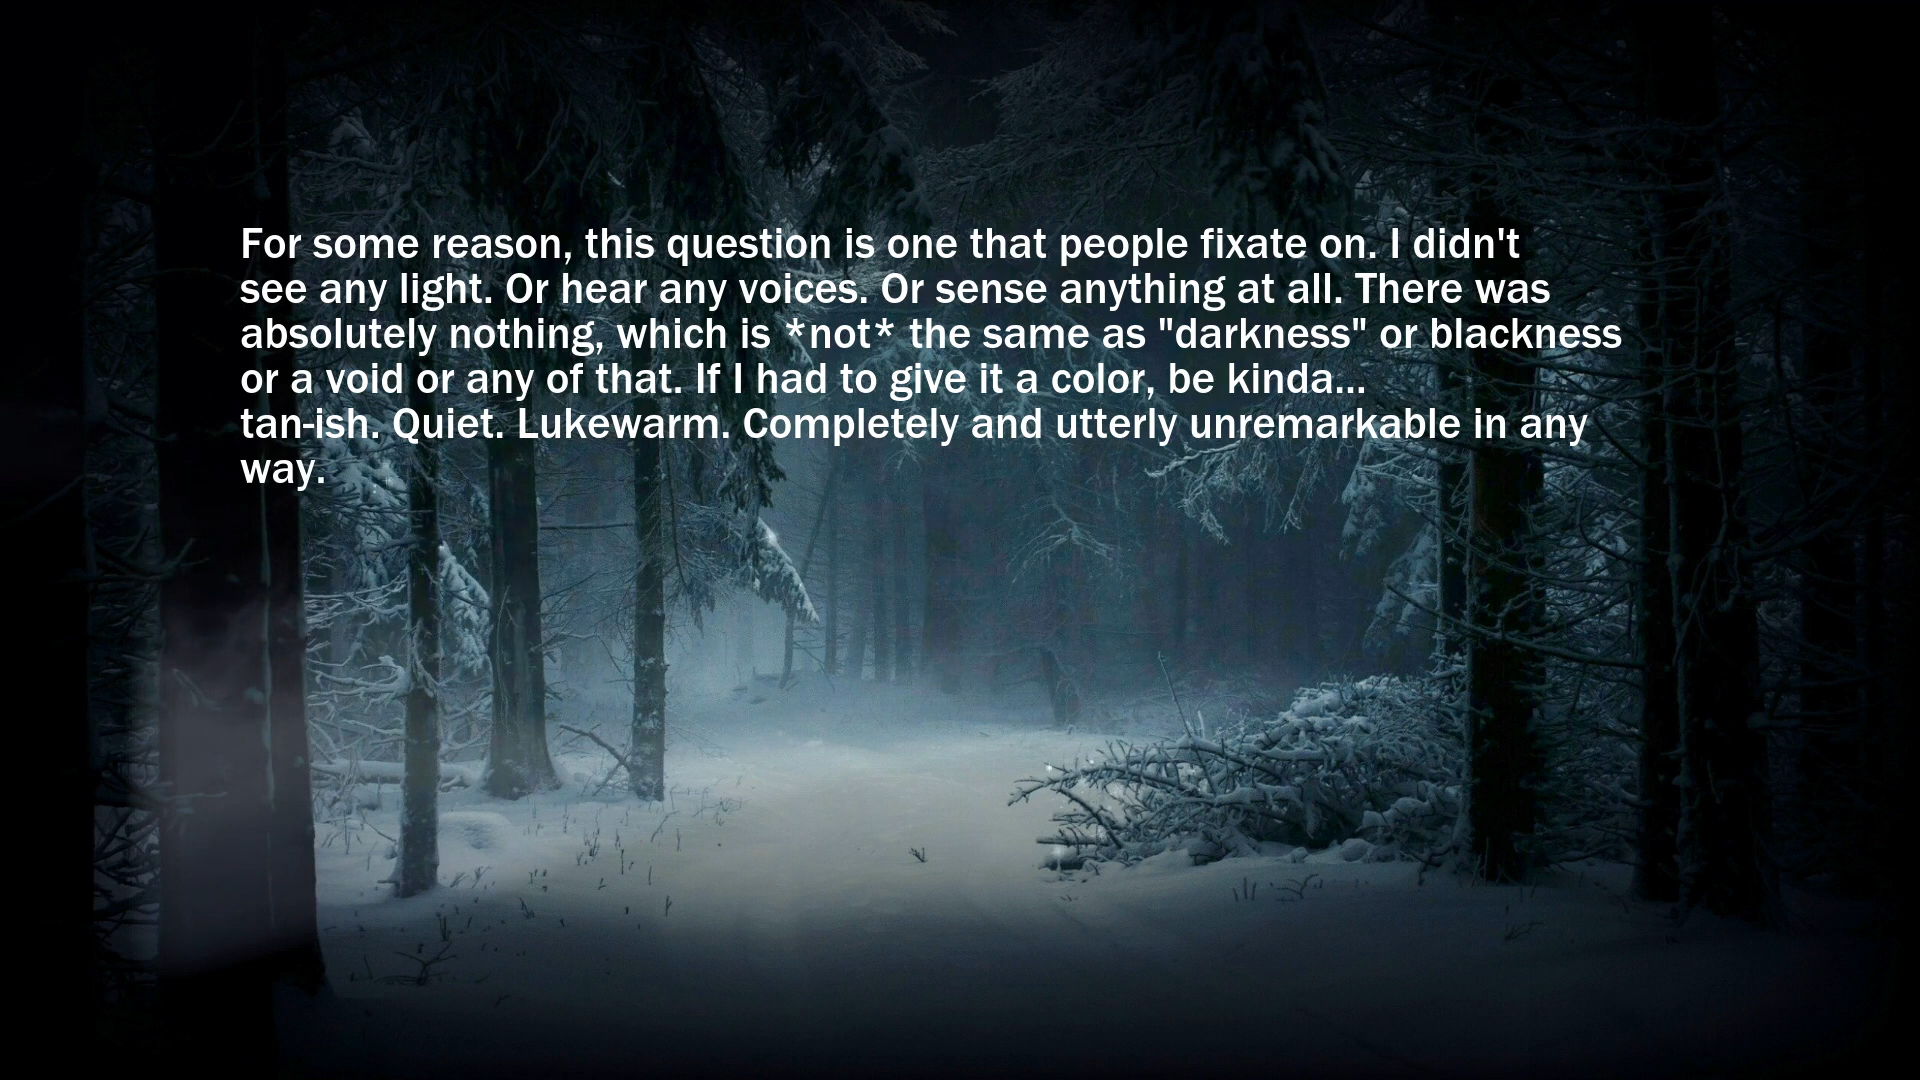 For some reason, this question is one that people fixate on. I didn't
see any light. Or hear any voices. Or sense anything at all. There was
absolutely nothing, which is *not* the same as "darkness" or blackness
or a void or any of that. If I had to give it a color, be kinda...
tan-ish. Quiet. Lukewarm. Completely and utterly unremarkable in any
way.